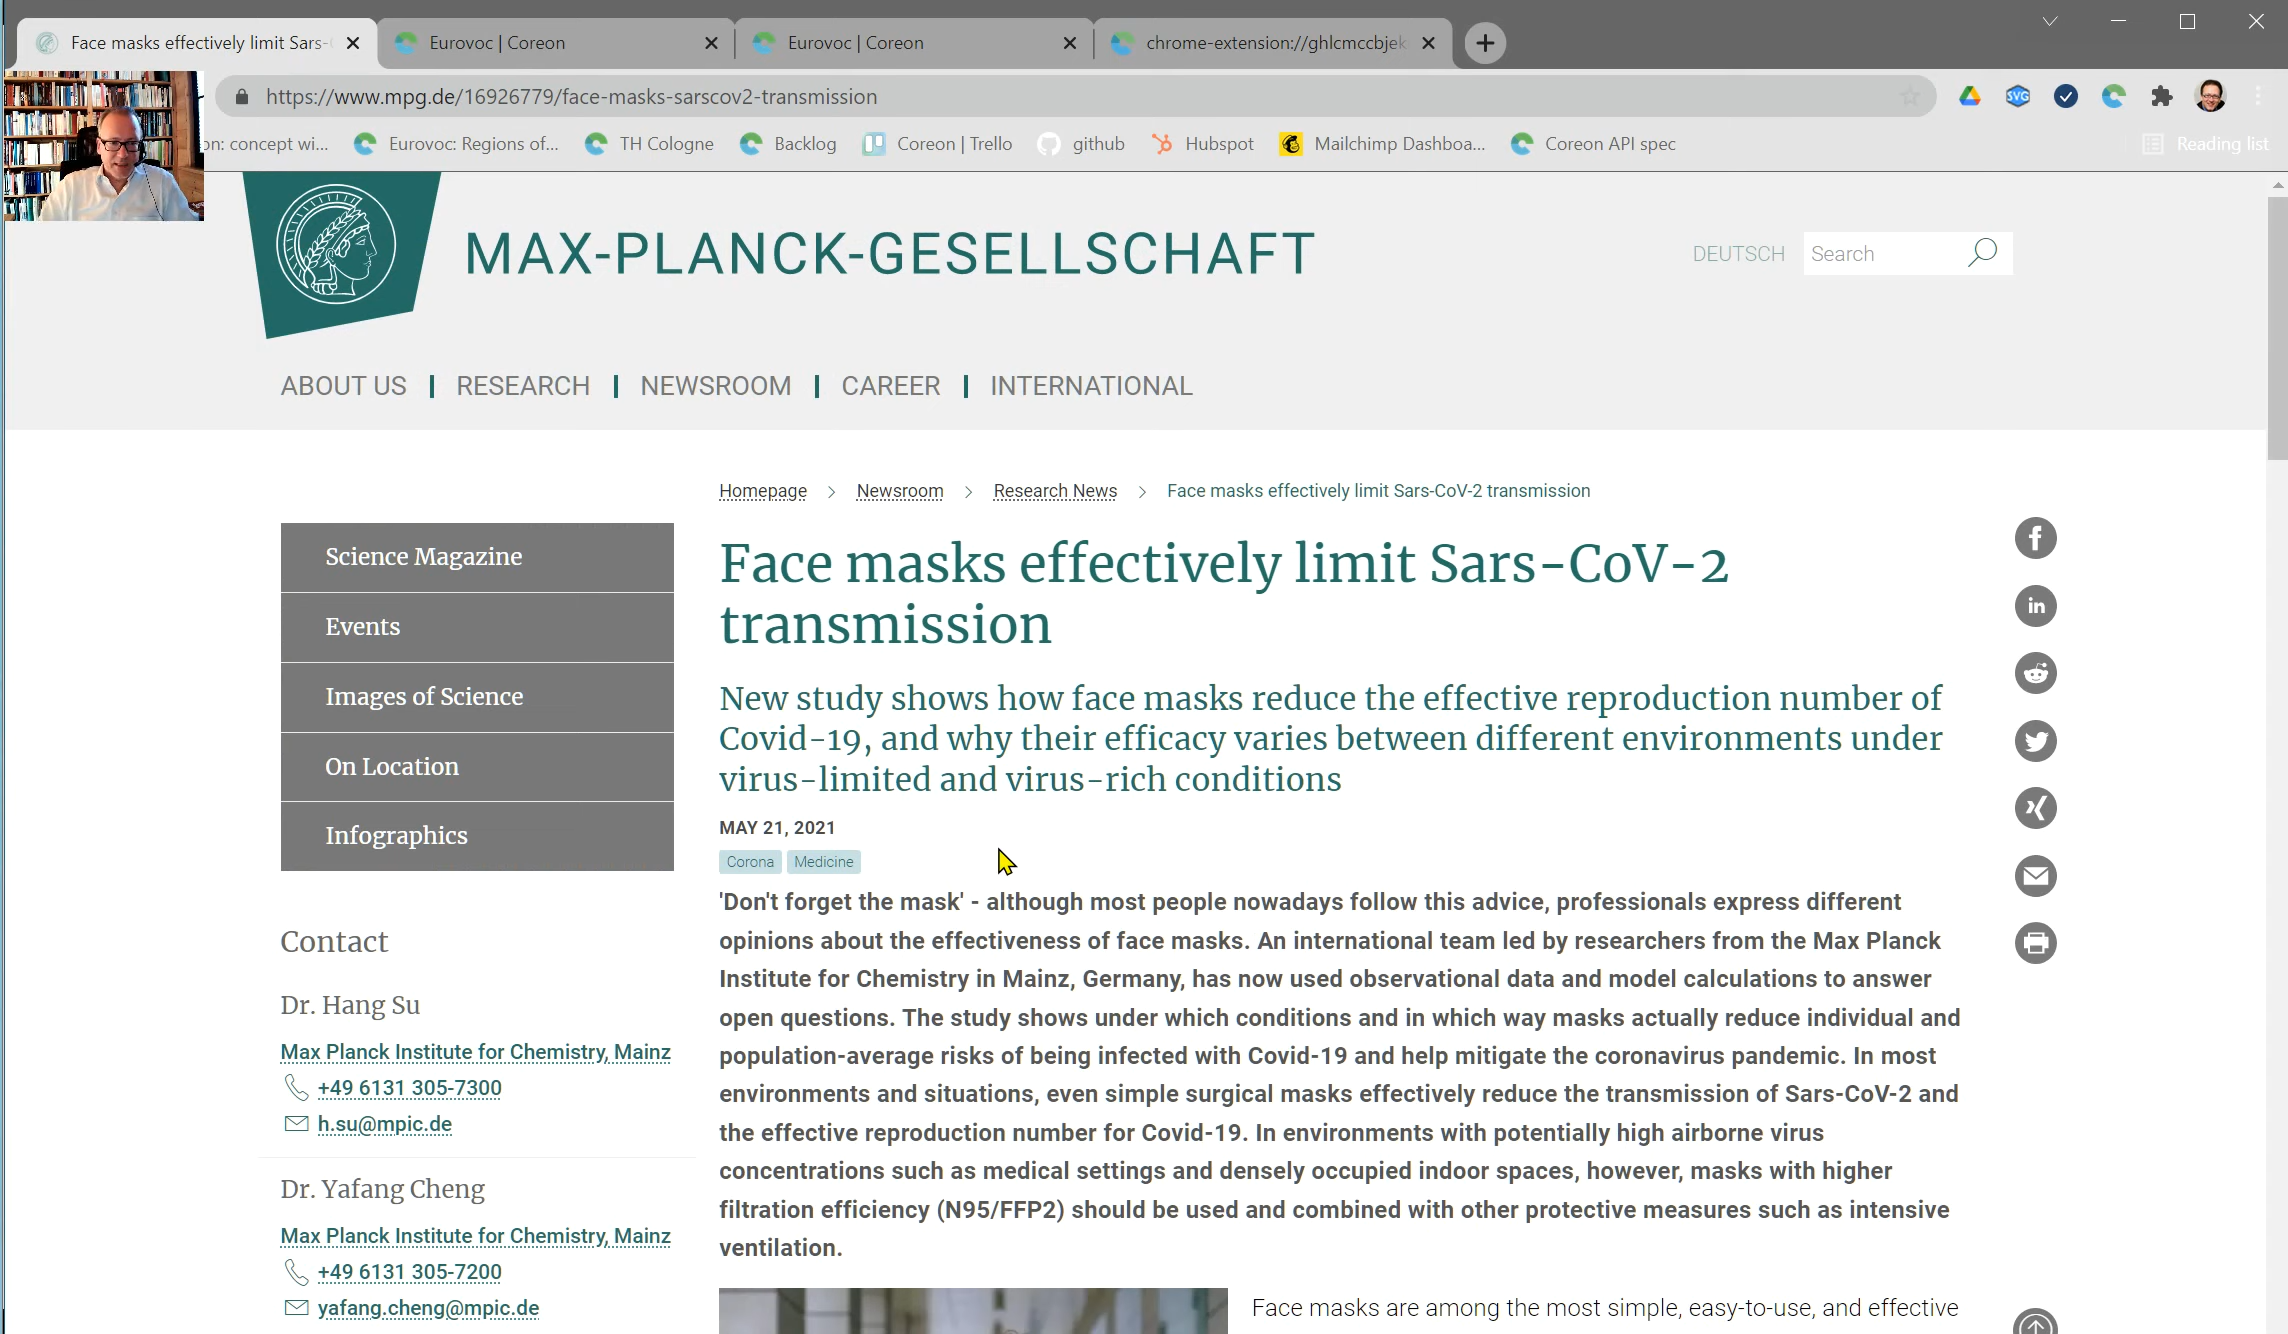 Face masks effectively limit Sars-
Eurovoc | Coreon
Eurovoc | Coreon
chrome-extension://ghlcmccbjek
https://www.mpg.de/16926779/face-masks-sarscov2-transmission
on: concept wi...
Eurovoc: Regions of...
TH Cologne
Backlog
Coreon | Trello
github
Hubspot
Mailchimp Dashboa...
Coreon API spec
Reading list
SVG
MAX-PLANCK-GESELLSCHAFT
DEUTSCH
Search
ABOUT US
RESEARCH
NEWSROOM
CAREER
INTERNATIONAL
Homepage > Newsroom > Research News > Face masks effectively limit Sars-CoV-2 transmission
Science Magazine
Events
Images of Science
On Location
Infographics
Contact
Dr. Hang Su
Max Planck Institute for Chemistry, Mainz
+49 6131 305-7300
h.su@mpic.de
Dr. Yafang Cheng
Max Planck Institute for Chemistry, Mainz
+49 6131 305-7200
yafang.cheng@mpic.de
Face masks effectively limit Sars-CoV-2
transmission
New study shows how face masks reduce the effective reproduction number of
Covid-19, and why their efficacy varies between different environments under
virus-limited and virus-rich conditions
MAY 21, 2021
Corona
Medicine
'Don't forget the mask' - although most people nowadays follow this advice, professionals express different
opinions about the effectiveness of face masks. An international team led by researchers from the Max Planck
Institute for Chemistry in Mainz, Germany, has now used observational data and model calculations to answer
open questions. The study shows under which conditions and in which way masks actually reduce individual and
population-average risks of being infected with Covid-19 and help mitigate the coronavirus pandemic. In most
environments and situations, even simple surgical masks effectively reduce the transmission of Sars-CoV-2 and
the effective reproduction number for Covid-19. In environments with potentially high airborne virus
concentrations such as medical settings and densely occupied indoor spaces, however, masks with higher
filtration efficiency (N95/FFP2) should be used and combined with other protective measures such as intensive
ventilation.
Face masks are among the most simple, easy-to-use, and effective